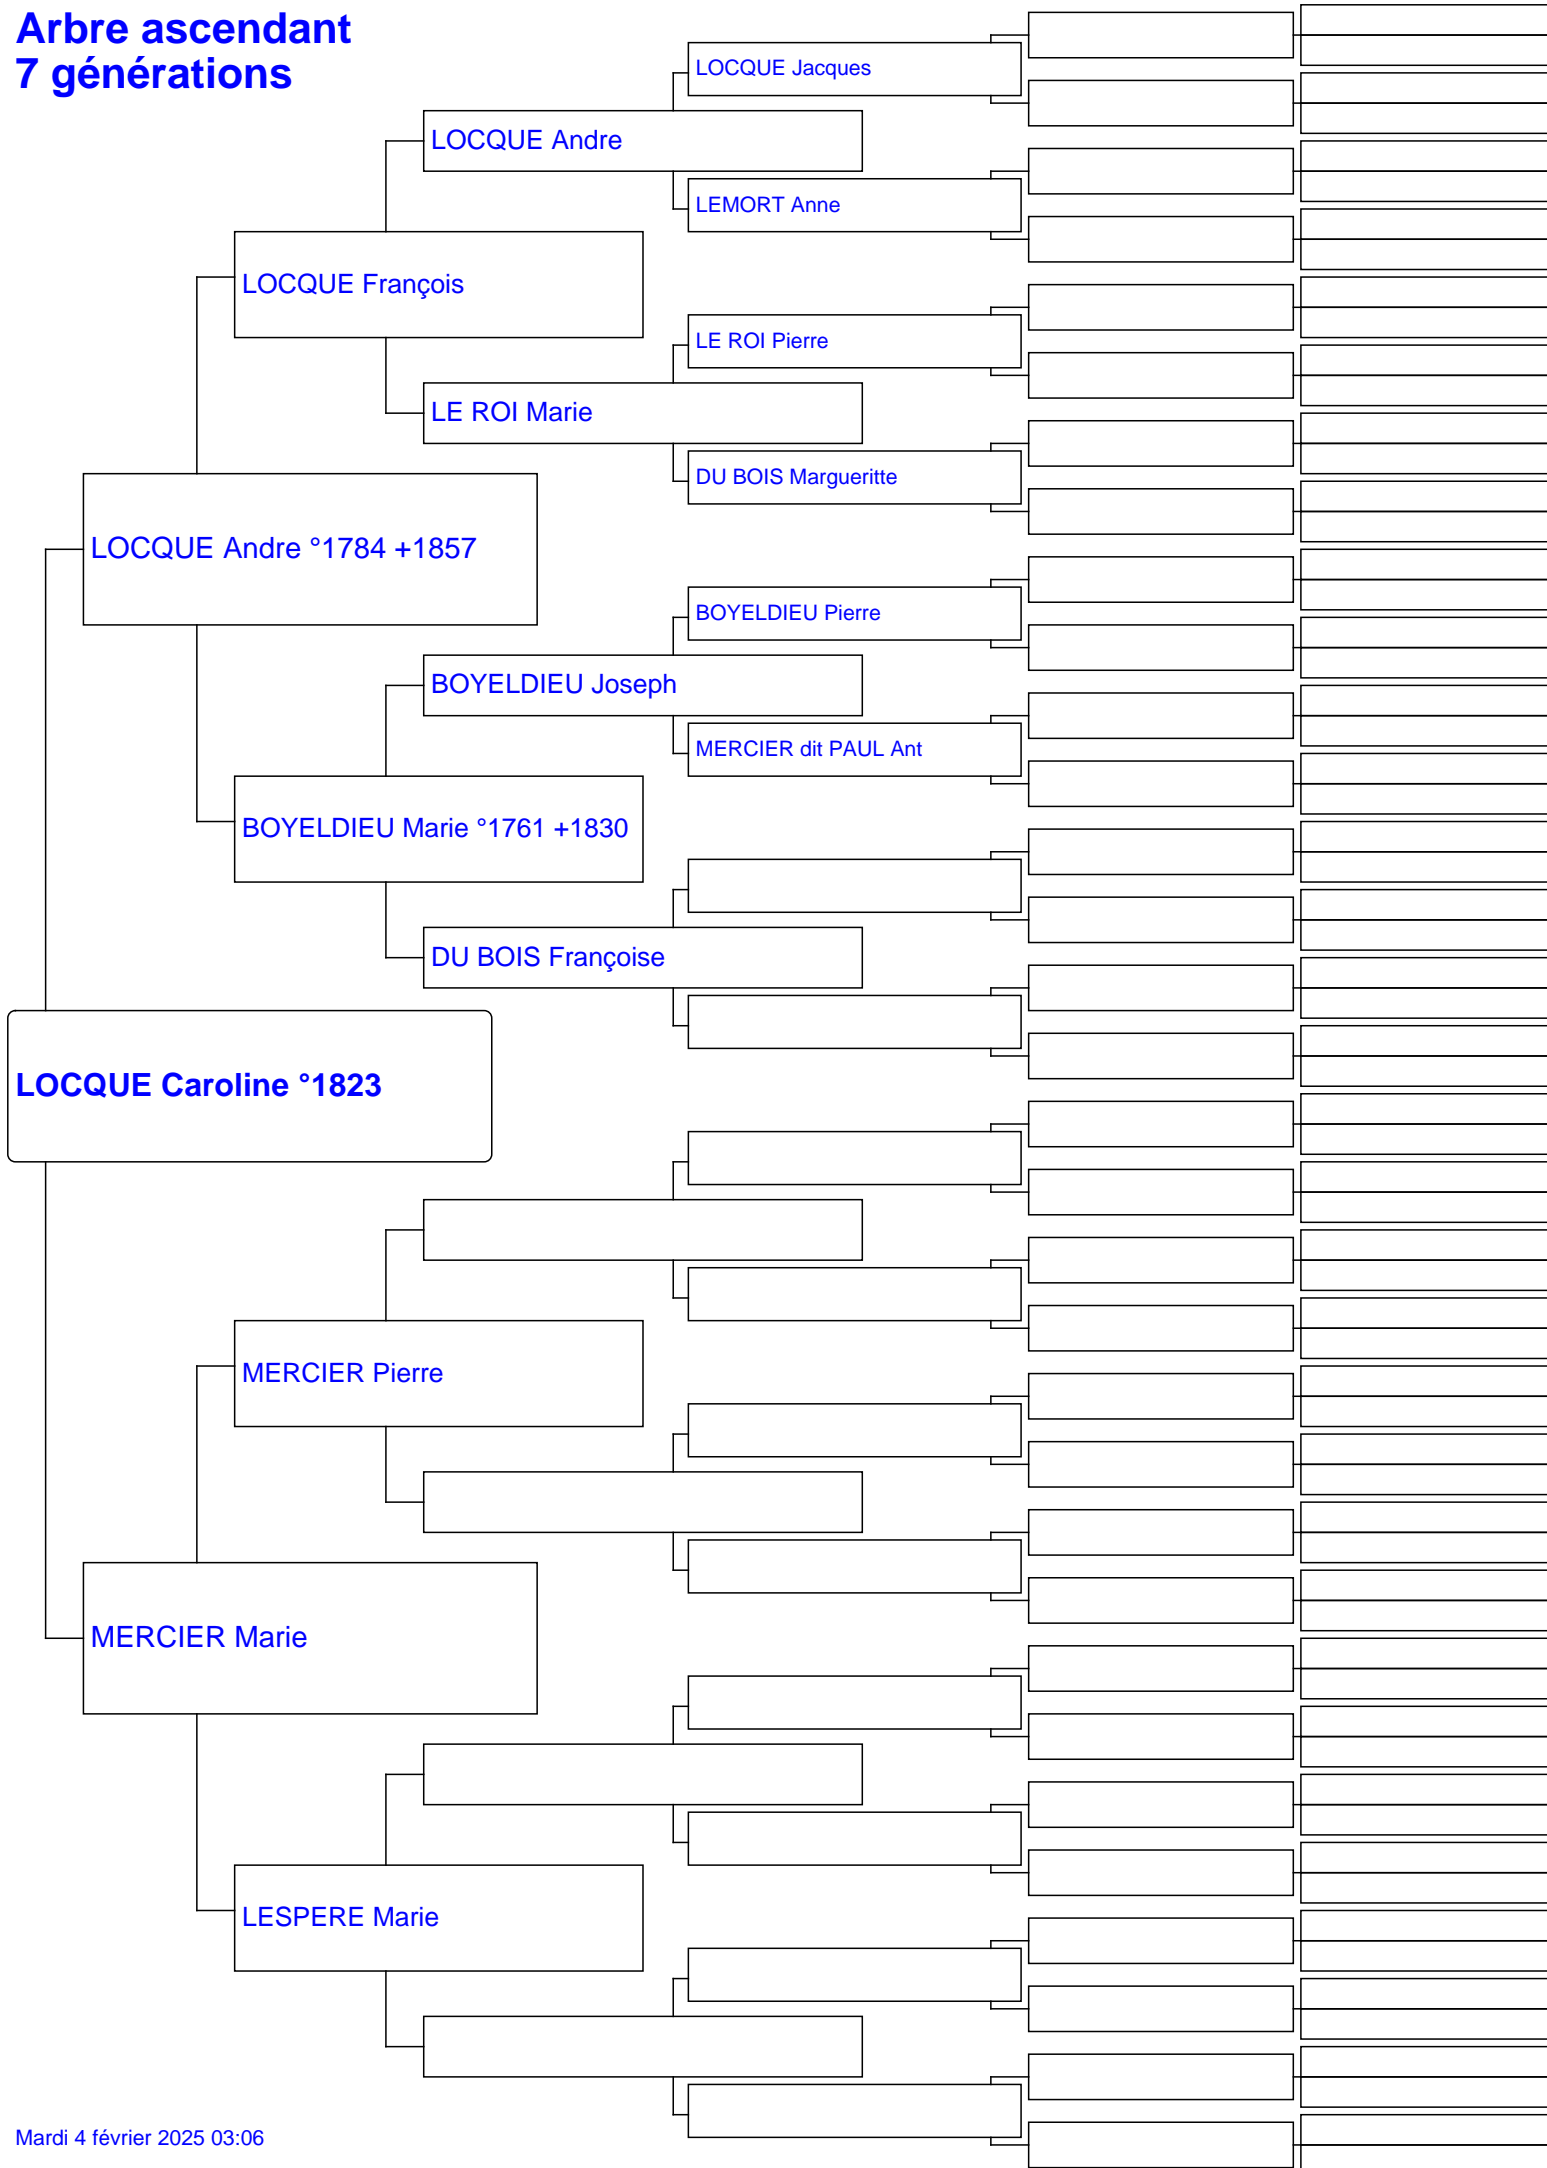 Arbre ascendant
7 générations
LOCQUE Jacques
LOCQUE Andre
LEMORT Anne
LOCQUE François
LE ROI Pierre
LE ROI Marie
DU BOIS Margueritte
LOCQUE Andre °1784 +1857
BOYELDIEU Pierre
BOYELDIEU Joseph
MERCIER dit PAUL Ant
BOYELDIEU Marie °1761 +1830
DU BOIS Françoise
LOCQUE Caroline °1823
MERCIER Pierre
MERCIER Marie
LESPERE Marie
Mardi 4 février 2025 03:06